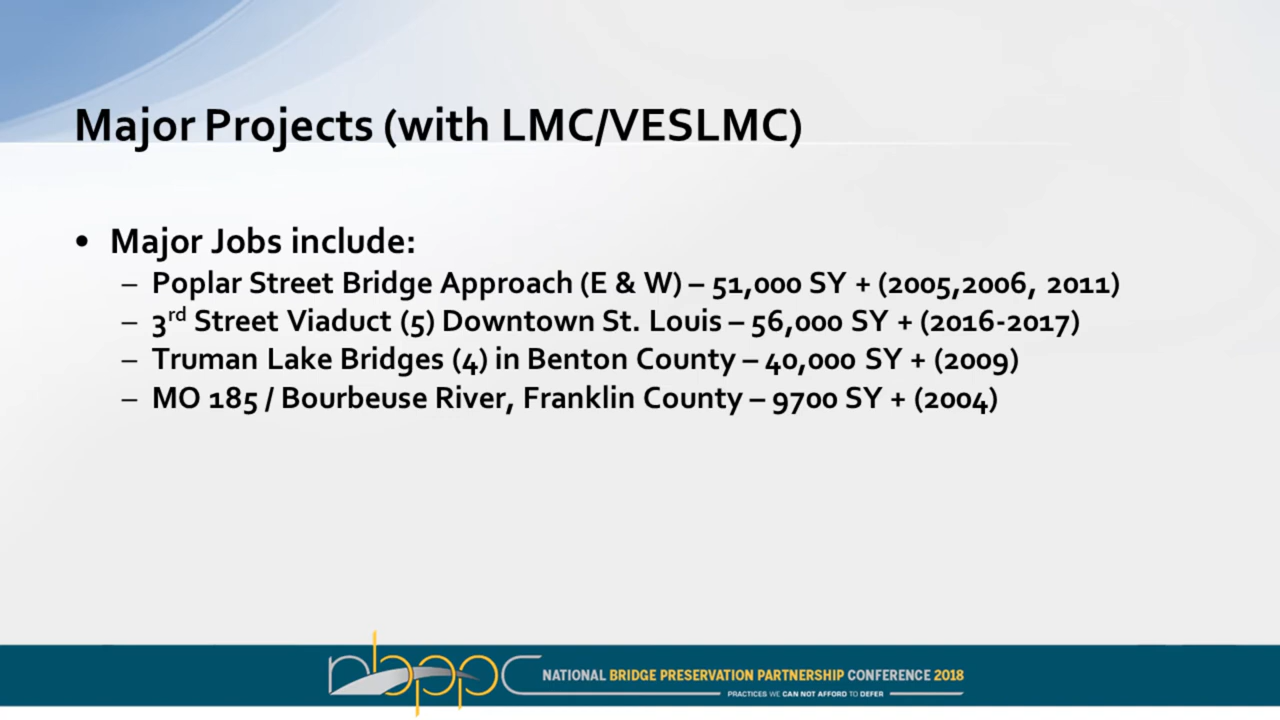 Major Projects (with LMC/VESLMC)
• Major Jobs include:
– Poplar Street Bridge Approach (E & W) – 51,000 SY + (2005,2006, 2011)
– 3rd Street Viaduct (5) Downtown St. Louis – 56,000 SY + (2016-2017)
– Truman Lake Bridges (4) in Benton County – 40,000 SY + (2009)
– MO 185 / Bourbeuse River, Franklin County – 9700 SY + (2004)
nbppc NATIONAL BRIDGE PRESERVATION PARTNERSHIP CONFERENCE 2018
PRACTICES WE CAN NOT AFFORD TO DEFER